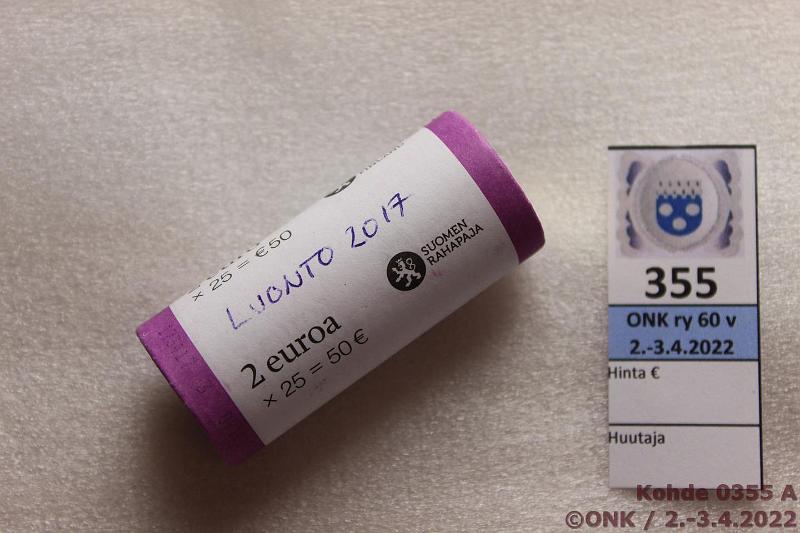 × 25 = €50
LUONTO 2017
SUOMEN
RAHAPAJA
2 euroa
× 25 = 50 €
355
ONK ry 60 v
2.-3.4.2022
Hinta €
Huutaja
Kohde 0355 A
©ONK / 2.-3.4.2022